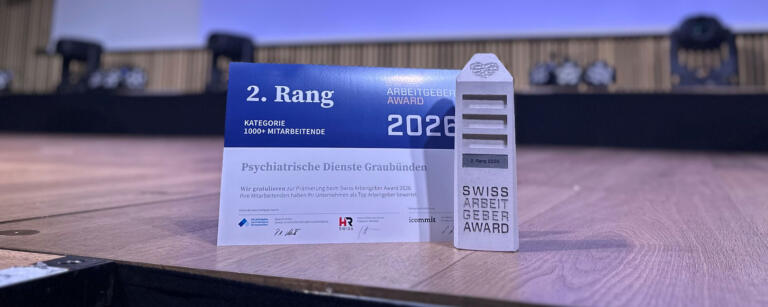 2. Rang
KATEGORIE
1000+ MITARBEITENDE
ARBEITGEBER
AWARD
2026
Psychiatrische Dienste Graubünden
Wir gratulieren zur Prämierung beim Swiss Arbeitgeber Award 2026.
Ihre Mitarbeitenden haben Ihr Unternehmen als Top Arbeitgeber bewertet.
HR
SWISS
icommit
2. Rang 2026
SWISS
ARBEIT
GEBER
AWARD